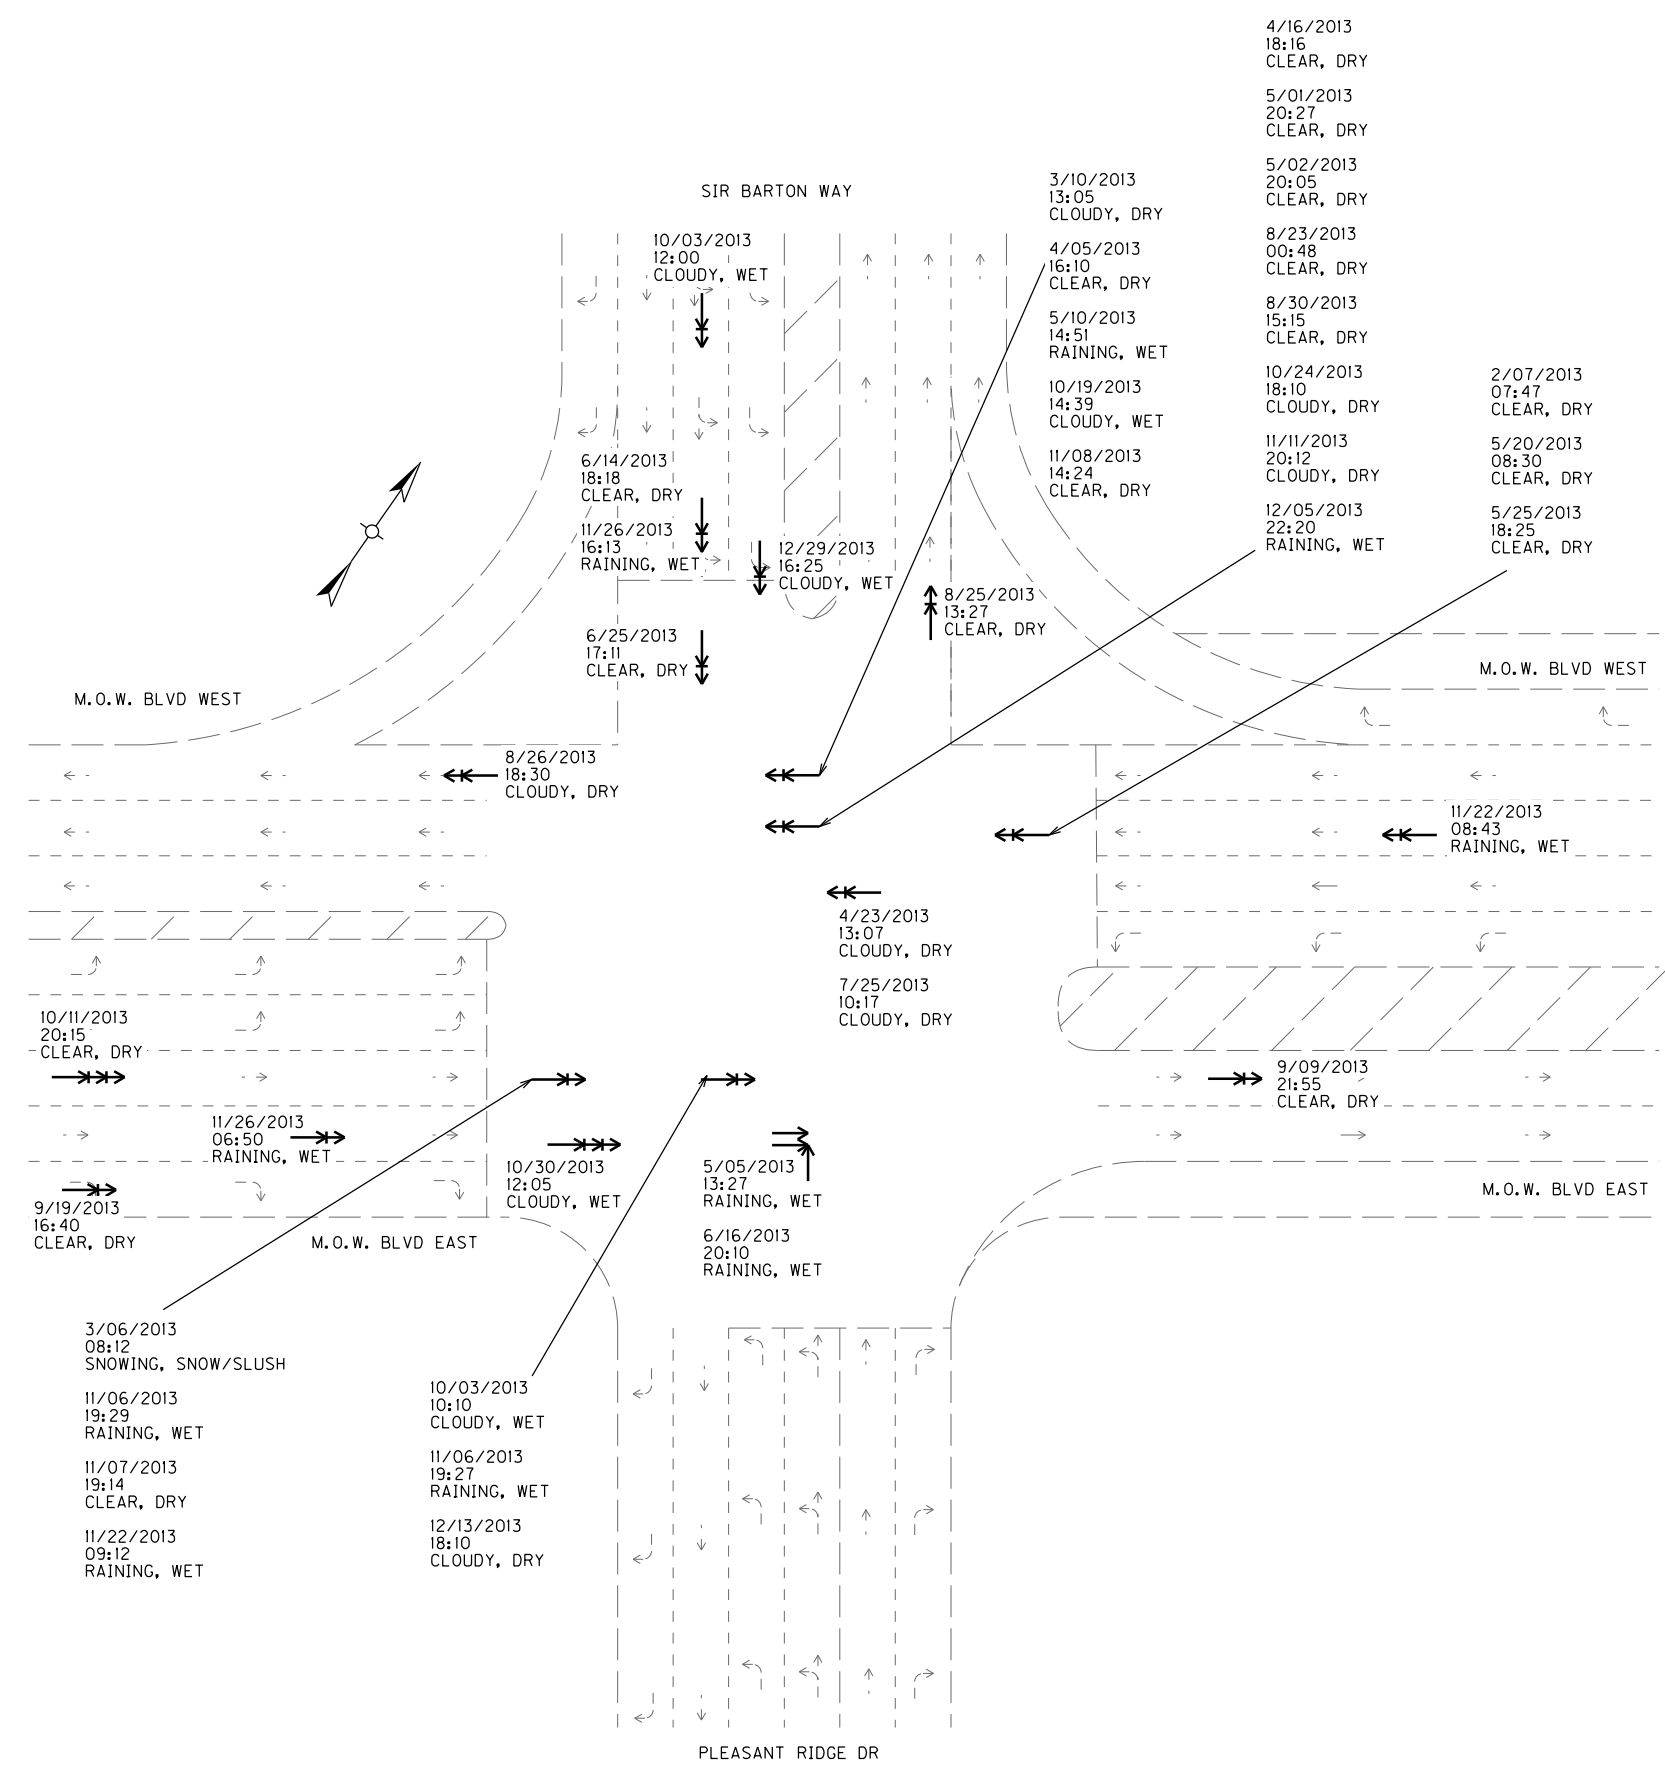 4/16/2013
18:16
CLEAR, DRY
5/01/2013
20:27
CLEAR, DRY
5/02/2013
20:05
CLEAR, DRY
8/23/2013
00:48
CLEAR, DRY
8/30/2013
15:15
CLEAR, DRY
10/24/2013
18:10
CLOUDY, DRY
11/11/2013
20:12
CLOUDY, DRY
12/05/2013
22:20
RAINING, WET
3/10/2013
13:05
CLOUDY, DRY
4/05/2013
16:10
CLEAR, DRY
5/10/2013
14:51
RAINING, WET
10/19/2013
14:39
CLOUDY, WET
11/08/2013
14:24
CLEAR, DRY
2/07/2013
07:47
CLEAR, DRY
5/20/2013
08:30
CLEAR, DRY
5/25/2013
18:25
CLEAR, DRY
SIR BARTON WAY
10/03/2013
12:00
CLOUDY, WET
6/14/2013
18:18
CLEAR, DRY
11/26/2013
16:13
RAINING, WET
12/29/2013
16:25
CLOUDY, WET
8/25/2013
13:27
CLEAR, DRY
6/25/2013
17:11
CLEAR, DRY
M.O.W. BLVD WEST
M.O.W. BLVD WEST
8/26/2013
18:30
CLOUDY, DRY
11/22/2013
08:43
RAINING, WET
4/23/2013
13:07
CLOUDY, DRY
7/25/2013
10:17
CLOUDY, DRY
10/11/2013
20:15
CLEAR, DRY
9/09/2013
21:55
CLEAR, DRY
11/26/2013
06:50
RAINING, WET
10/30/2013
12:05
CLOUDY, WET
5/05/2013
13:27
RAINING, WET
6/16/2013
20:10
RAINING, WET
9/19/2013
16:40
CLEAR, DRY
M.O.W. BLVD EAST
M.O.W. BLVD EAST
3/06/2013
08:12
SNOWING, SNOW/SLUSH
11/06/2013
19:29
RAINING, WET
11/07/2013
19:14
CLEAR, DRY
11/22/2013
09:12
RAINING, WET
10/03/2013
10:10
CLOUDY, WET
11/06/2013
19:27
RAINING, WET
12/13/2013
18:10
CLOUDY, DRY
PLEASANT RIDGE DR